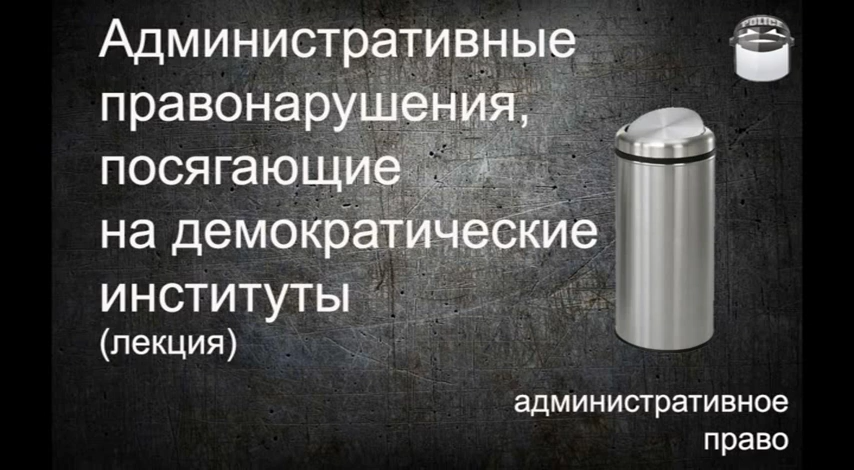 Административные
правонарушения,
посягающие
на демократические
институты
(лекция)
административное
право
POLICE